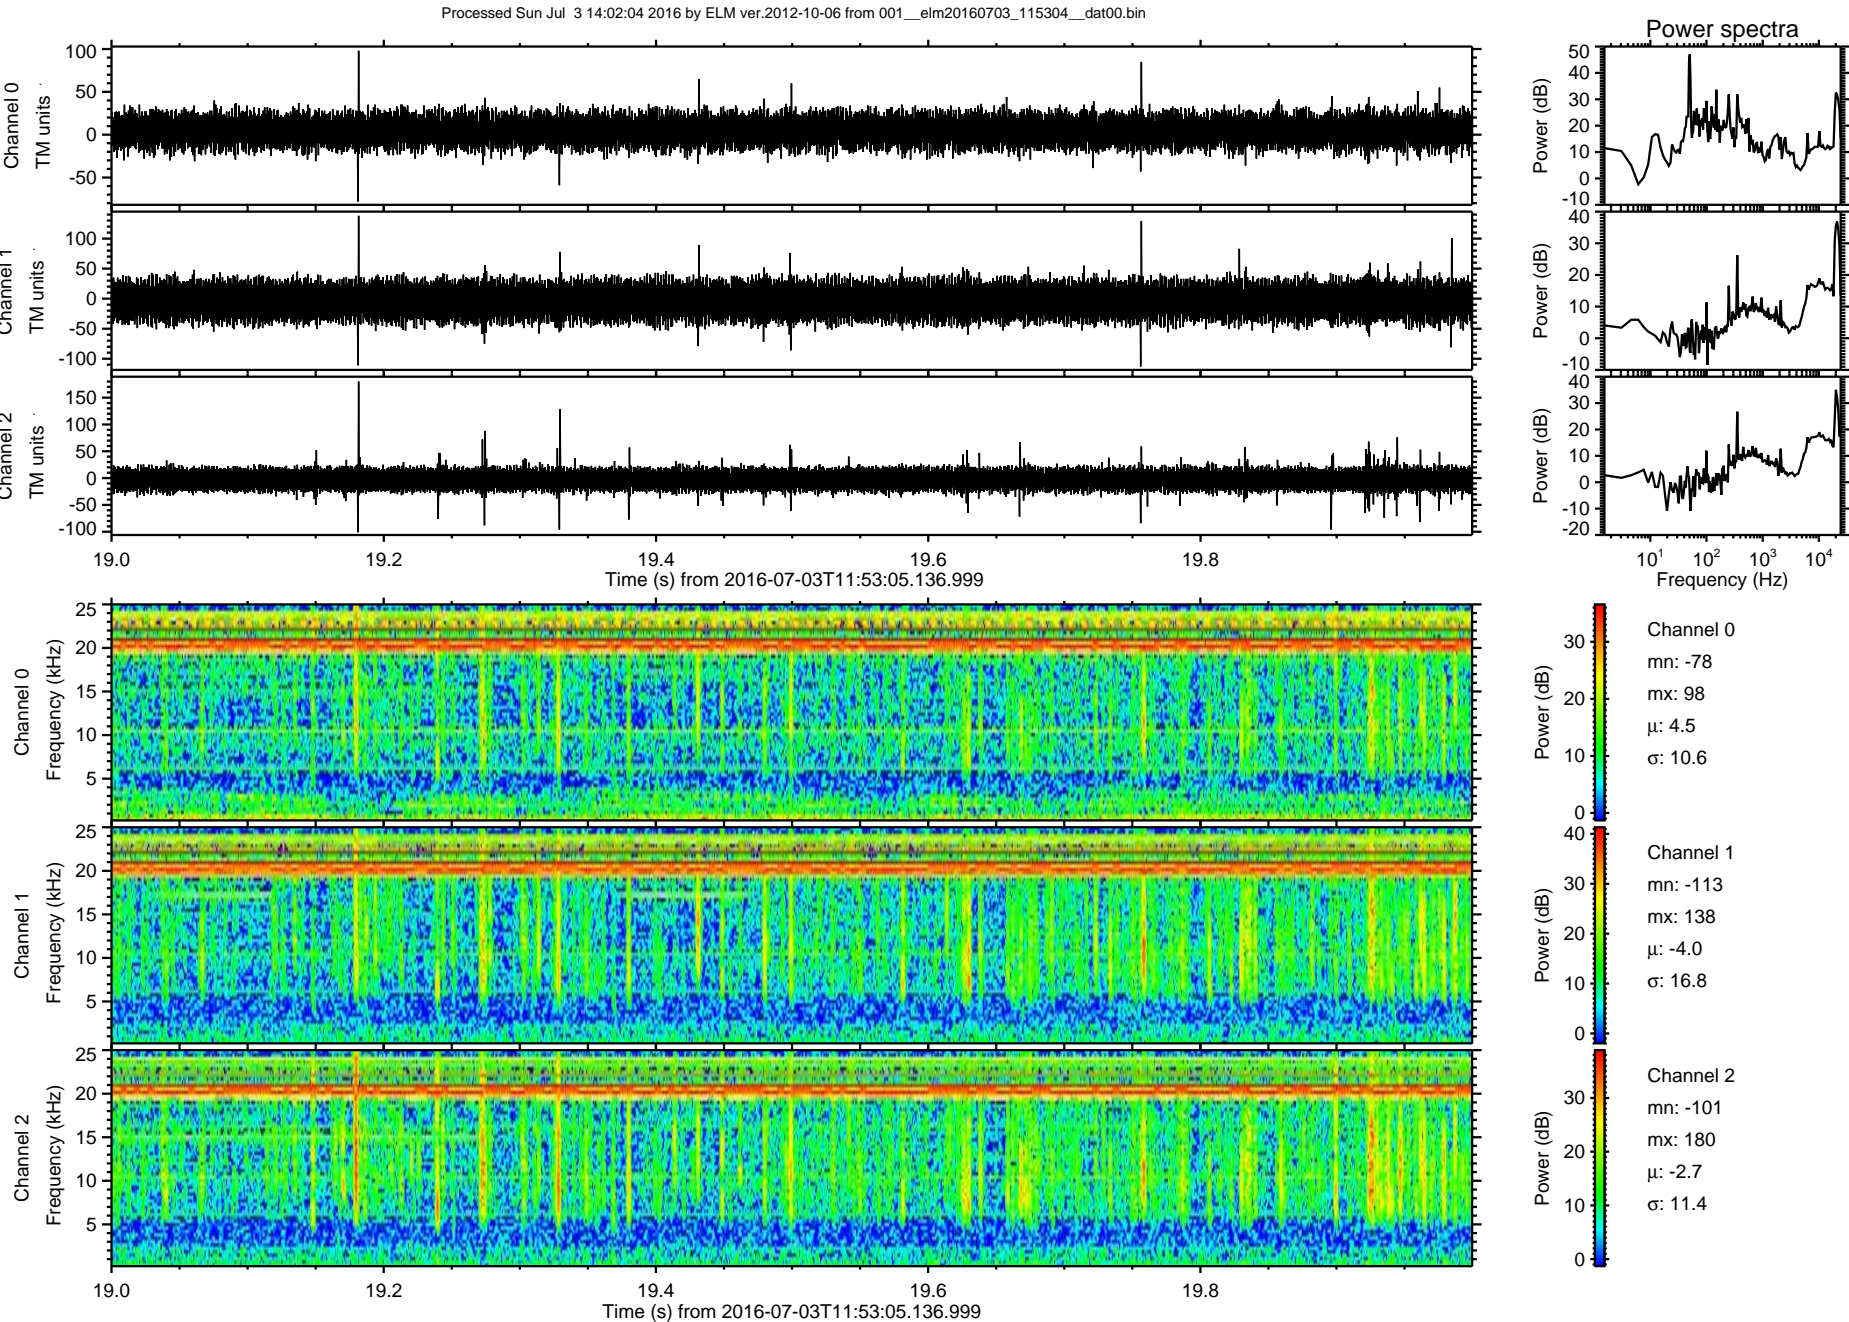 Processed Sun Jul  3 14:02:04 2016 by ELM ver.2012-10-06 from 001__elm20160703_115304__dat00.bin
Power spectra
Channel 0
TM units
100
50
0
-50
Power (dB)
50
40
30
20
10
0
-10
Channel 1
TM units
100
50
0
-50
-100
Power (dB)
40
30
20
10
0
-10
Channel 2
TM units
150
100
50
0
-50
-100
Power (dB)
40
30
20
10
0
-10
-20
19.0 19.2 19.4 19.6 19.8
Time (s) from 2016-07-03T11:53:05.136.999
10¹ 10² 10³ 10⁴
Frequency (Hz)
Channel 0
Frequency (kHz)
25
20
15
10
5
Power (dB)
30
20
10
0
Channel 0
mn: -78
mx: 98
μ: 4.5
σ: 10.6
Channel 1
Frequency (kHz)
25
20
15
10
5
Power (dB)
40
30
20
10
0
Channel 1
mn: -113
mx: 138
μ: -4.0
σ: 16.8
Channel 2
Frequency (kHz)
25
20
15
10
5
Power (dB)
30
20
10
0
Channel 2
mn: -101
mx: 180
μ: -2.7
σ: 11.4
19.0 19.2 19.4 19.6 19.8
Time (s) from 2016-07-03T11:53:05.136.999